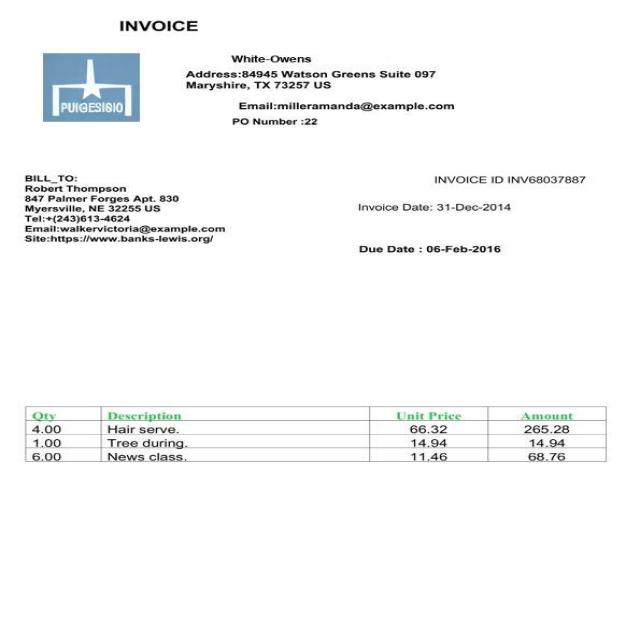 INVOICE
White-Owens
Address:84945 Watson Greens Suite 097
Maryshire, TX 73257 US
PUIGESIGIO
Email:milleramanda@example.com
PO Number :22
BILL_TO:
Robert Thompson
847 Palmer Forges Apt. 830
Myersville, NE 32255 US
Tel:+(243)613-4624
Email:walkervictoria@example.com
Site:https://www.banks-lewis.org/
INVOICE ID INV68037887
Invoice Date: 31-Dec-2014
Due Date : 06-Feb-2016
Qty Description Unit Price Amount
4.00 Hair serve. 66.32 265.28
1.00 Tree during. 14.94 14.94
6.00 News class. 11.46 68.76